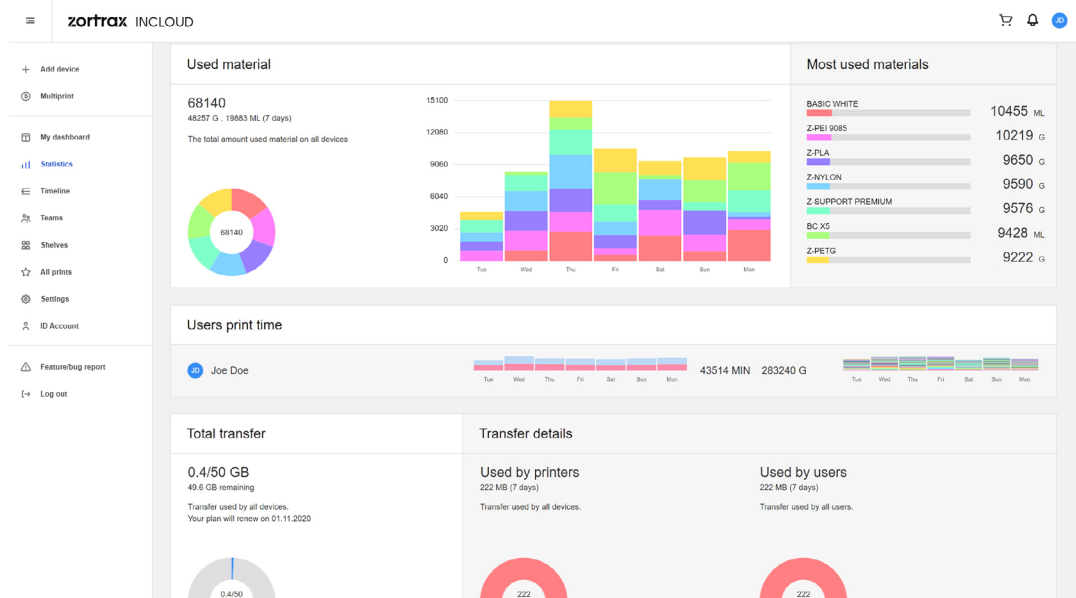 zortrax INCLOUD
JD
Add device
Multiprint
My dashboard
Statistics
Timeline
Teams
Shelves
All prints
Settings
ID Account
Feature/bug report
Log out
Used material
68140
48257 G . 19883 ML (7 days)
The total amount used material on all devices
68140
15100
12080
9060
6040
3020
0
Tue Wed Thu Fri Sat Sun Mon
Most used materials
BASIC WHITE
10455 ML
Z-PEI 9085
10219 G
Z-PLA
9650 G
Z-NYLON
9590 G
Z-SUPPORT PREMIUM
9576 G
BC X5
9428 ML
Z-PETG
9222 G
Users print time
JD Joe Doe
Tue Wed Thu Fri Sat Sun Mon
43514 MIN 283240 G
Tue Wed Thu Fri Sat Sun Mon
Total transfer
0.4/50 GB
49.6 GB remaining
Transfer used by all devices.
Your plan will renew on 01.11.2020
0.4/50
Transfer details
Used by printers
222 MB (7 days)
Transfer used by all devices.
222
Used by users
222 MB (7 days)
Transfer used by all users.
222